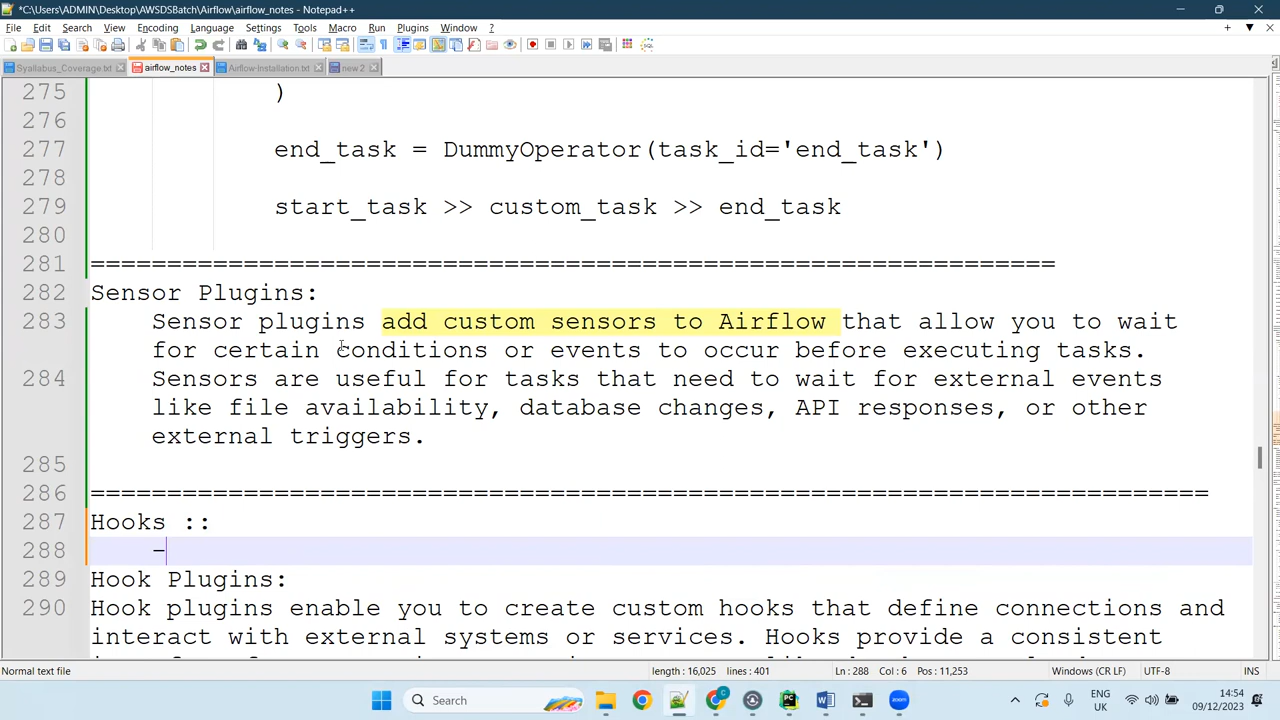 *C:\Users\ADMIN\Desktop\AWSDSBatch\Airflow\airflow_notes - Notepad++
File Edit Search View Encoding Language Settings Tools Macro Run Plugins Window ?
Syallabus_Coverage.txt airflow_notes Airflow-Installation.txt new 2
275 )
276
277 end_task = DummyOperator(task_id='end_task')
278
279 start_task >> custom_task >> end_task
280
281 ===============================================================
282 Sensor Plugins:
283 Sensor plugins add custom sensors to Airflow that allow you to wait
for certain conditions or events to occur before executing tasks.
284 Sensors are useful for tasks that need to wait for external events
like file availability, database changes, API responses, or other
external triggers.
285
286 =========================================================================
287 Hooks ::
288 -
289 Hook Plugins:
290 Hook plugins enable you to create custom hooks that define connections and
interact with external systems or services. Hooks provide a consistent
Normal text file length : 16,025 lines : 401 Ln : 288 Col : 6 Pos : 11,253 Windows (CR LF) UTF-8 INS
Search ENG 14:54
UK 09/12/2023